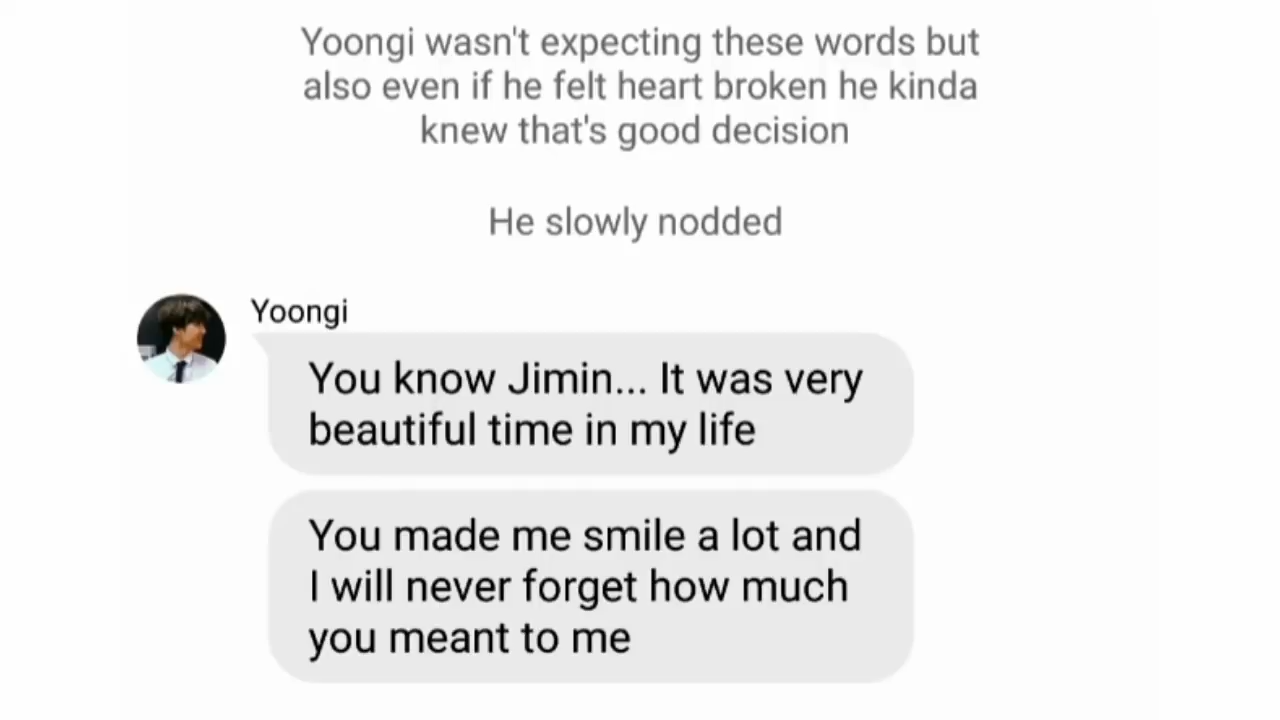 Yoongi wasn't expecting these words but
also even if he felt heart broken he kinda
knew that's good decision
He slowly nodded
Yoongi
You know Jimin... It was very
beautiful time in my life
You made me smile a lot and
I will never forget how much
you meant to me